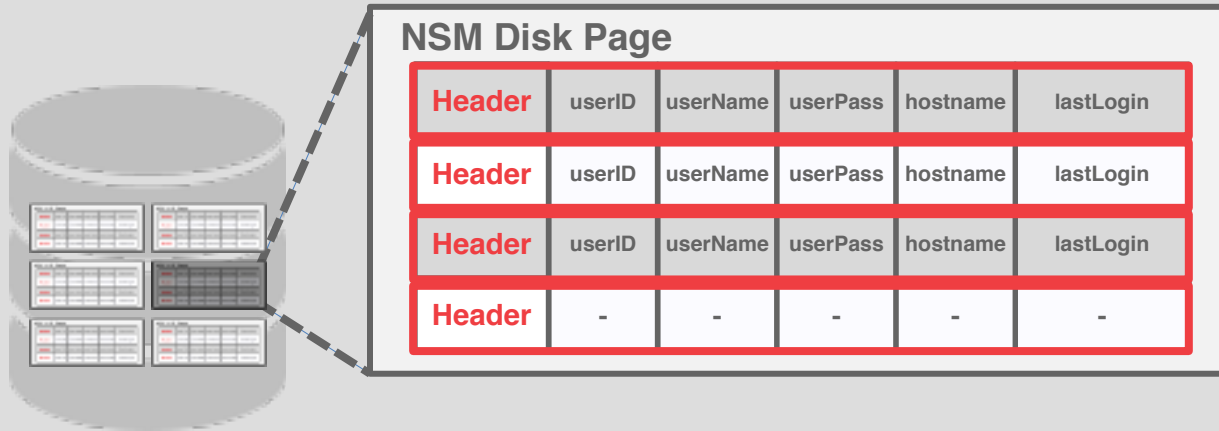 NSM Disk Page
Header userID userName userPass hostname lastLogin
Header userID userName userPass hostname lastLogin
Header userID userName userPass hostname lastLogin
Header - - - - -